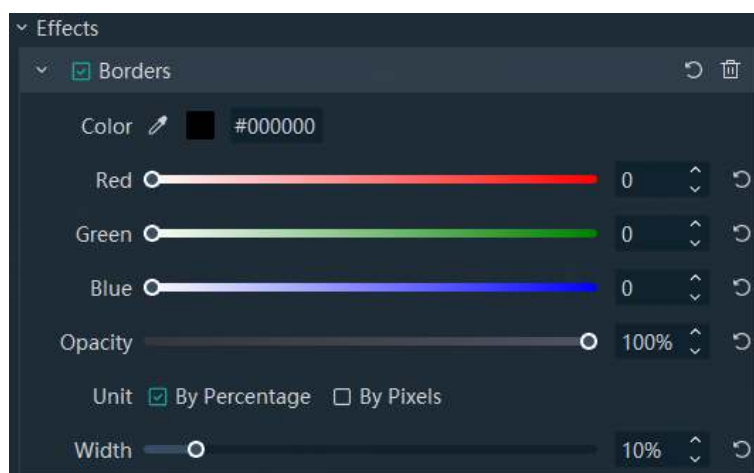 Effects
Borders
Color #000000
Red 0
Green 0
Blue 0
Opacity 100%
Unit By Percentage By Pixels
Width 10%